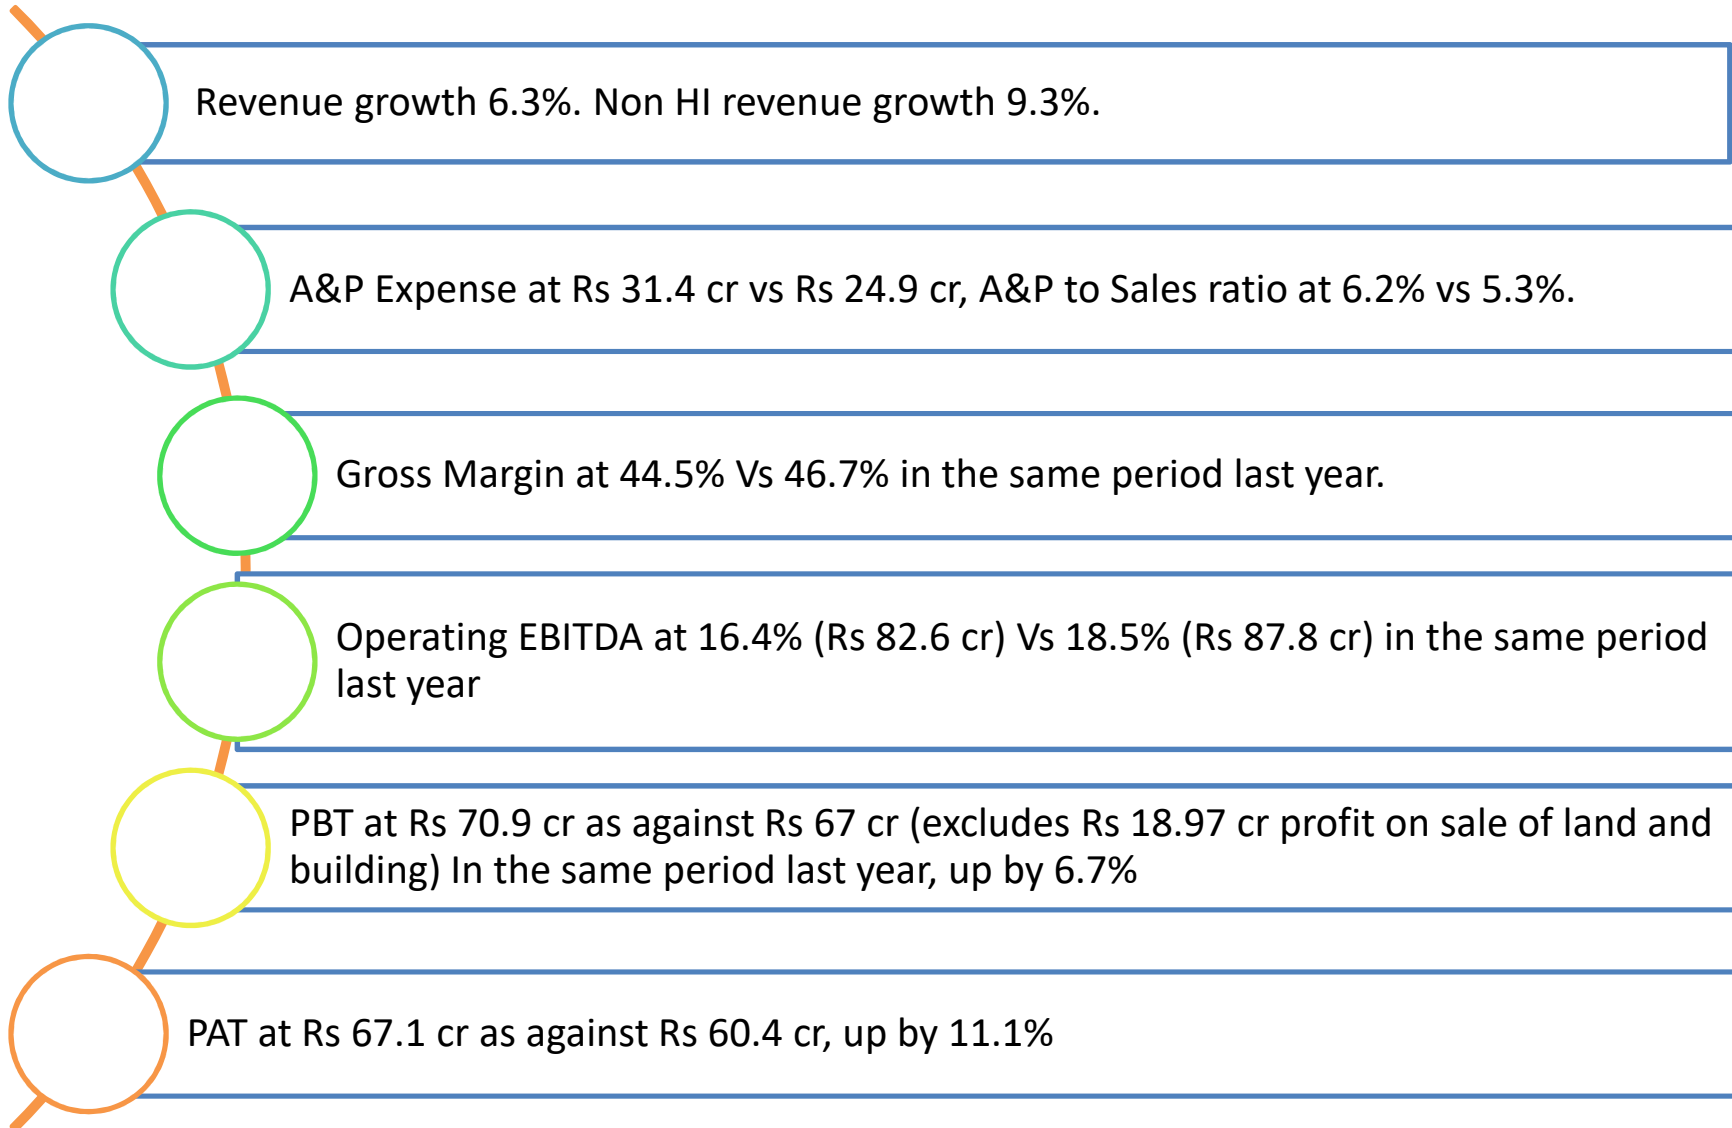 Revenue growth 6.3%. Non HI revenue growth 9.3%.
A&P Expense at Rs 31.4 cr vs Rs 24.9 cr, A&P to Sales ratio at 6.2% vs 5.3%.
Gross Margin at 44.5% Vs 46.7% in the same period last year.
Operating EBITDA at 16.4% (Rs 82.6 cr) Vs 18.5% (Rs 87.8 cr) in the same period
last year
PBT at Rs 70.9 cr as against Rs 67 cr (excludes Rs 18.97 cr profit on sale of land and
building) In the same period last year, up by 6.7%
PAT at Rs 67.1 cr as against Rs 60.4 cr, up by 11.1%